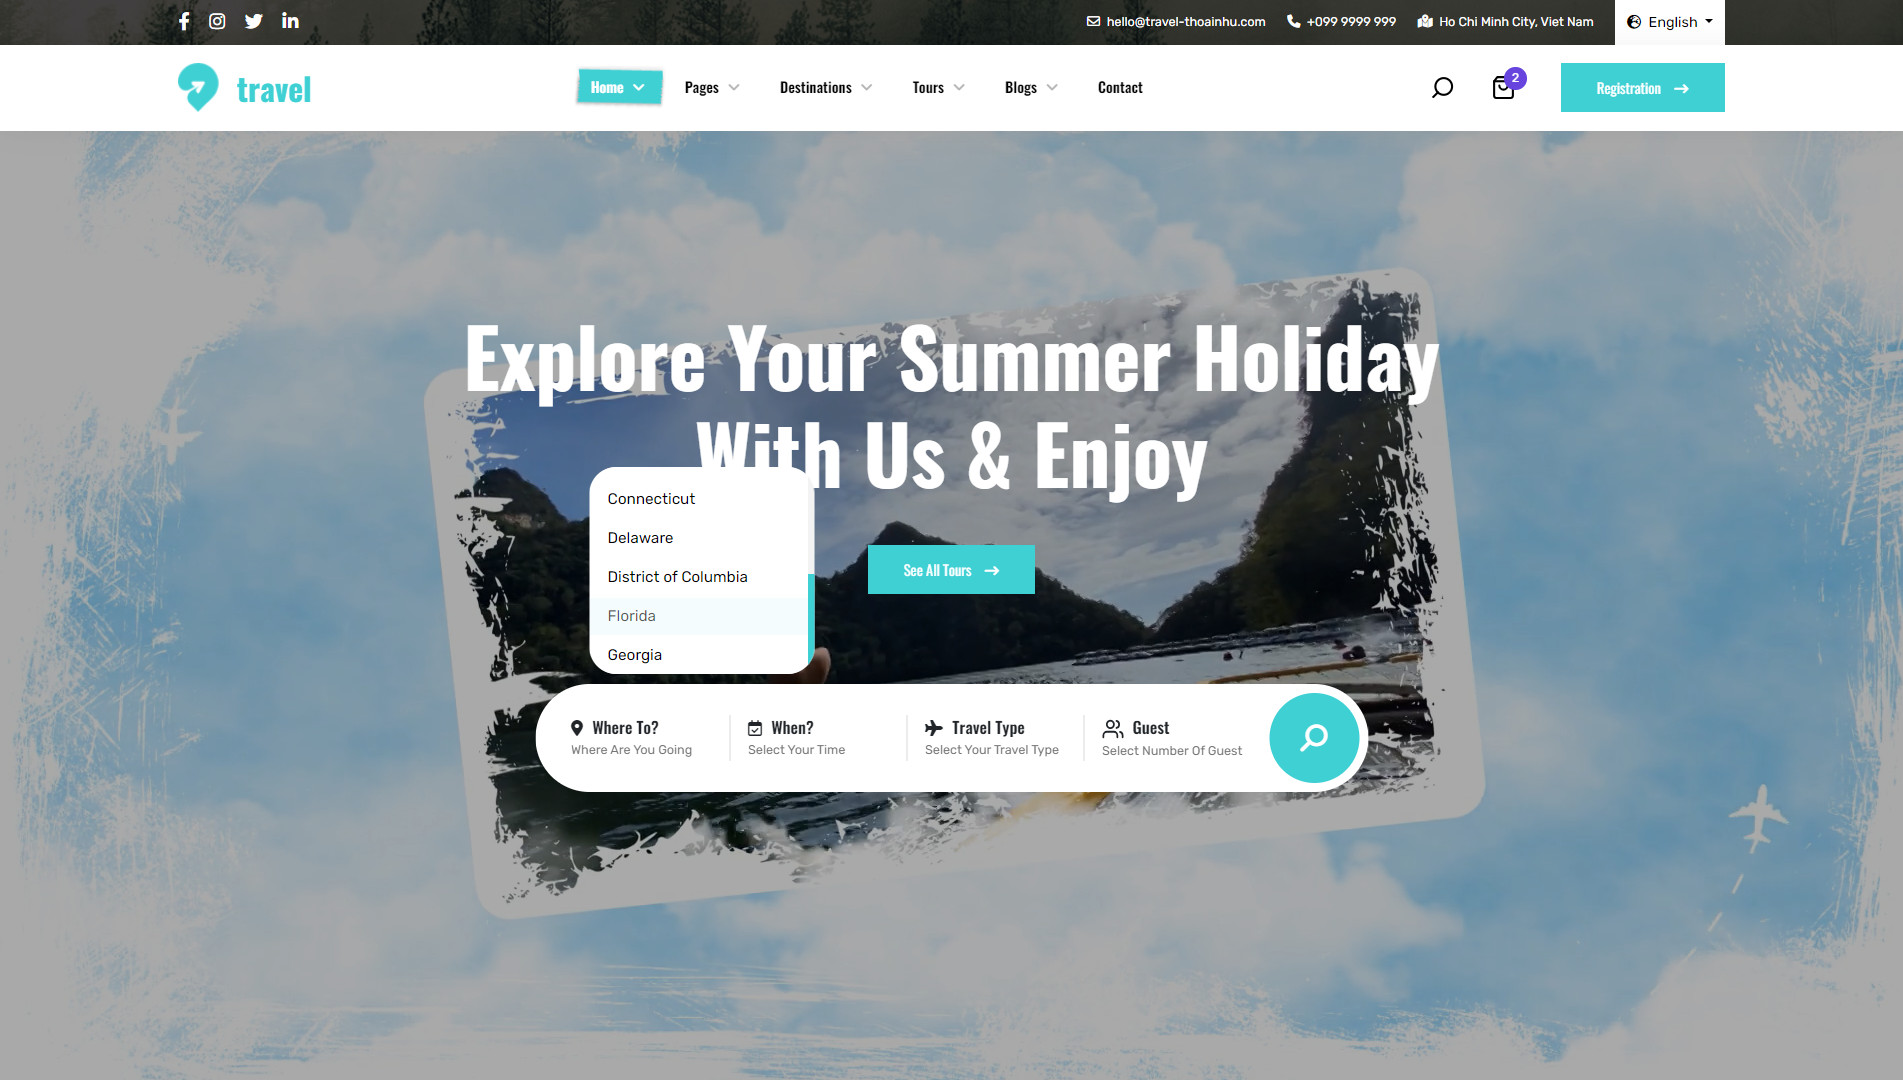 hello@travel-thoainhu.com
+099 9999 999
Ho Chi Minh City, Viet Nam
English
travel
Home
Pages
Destinations
Tours
Blogs
Contact
2
Registration
Explore Your Summer Holiday
With Us & Enjoy
See All Tours
Connecticut
Delaware
District of Columbia
Florida
Georgia
Where To?
Where Are You Going
When?
Select Your Time
Travel Type
Select Your Travel Type
Guest
Select Number Of Guest